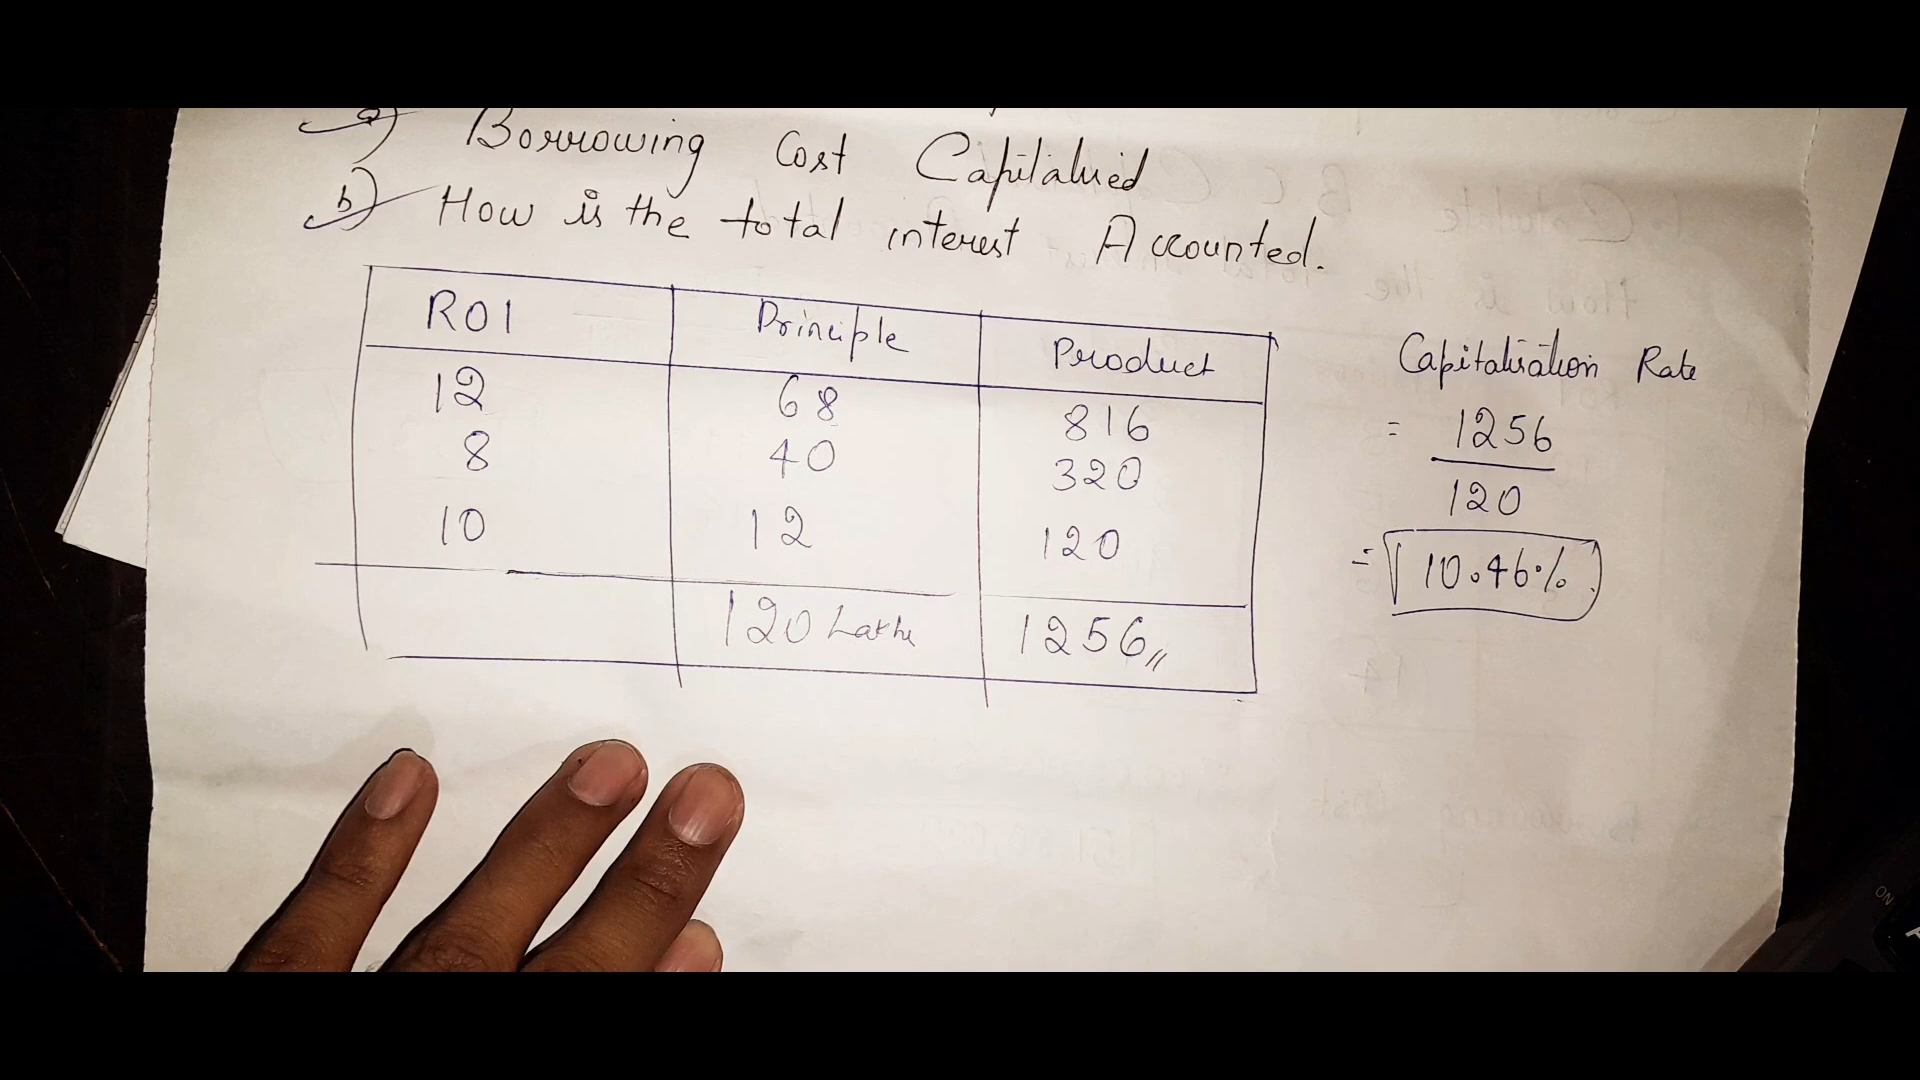 a) Borrowing Cost Capitalised
b) How is the total interest Accounted.
ROI Principle Product
12 68 816
8 40 320
10 12 120
120 Lakhs 1256
Capitalisation Rate
= 1256
120
= 10.46%
ON